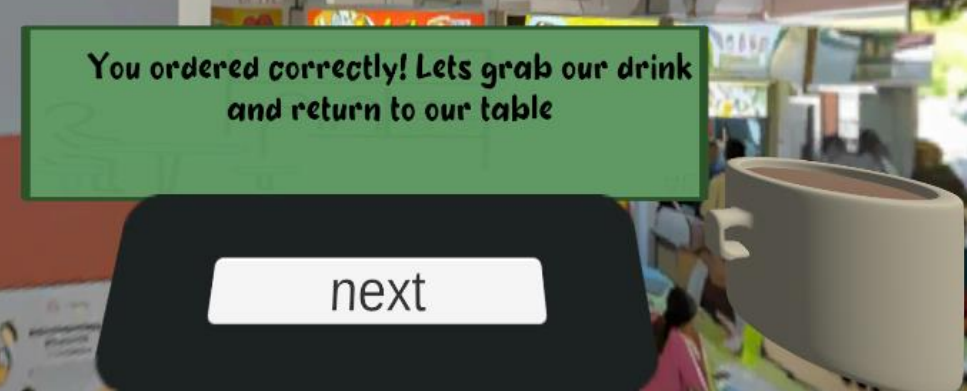 You ordered correctly! Lets grab our drink
and return to our table
next